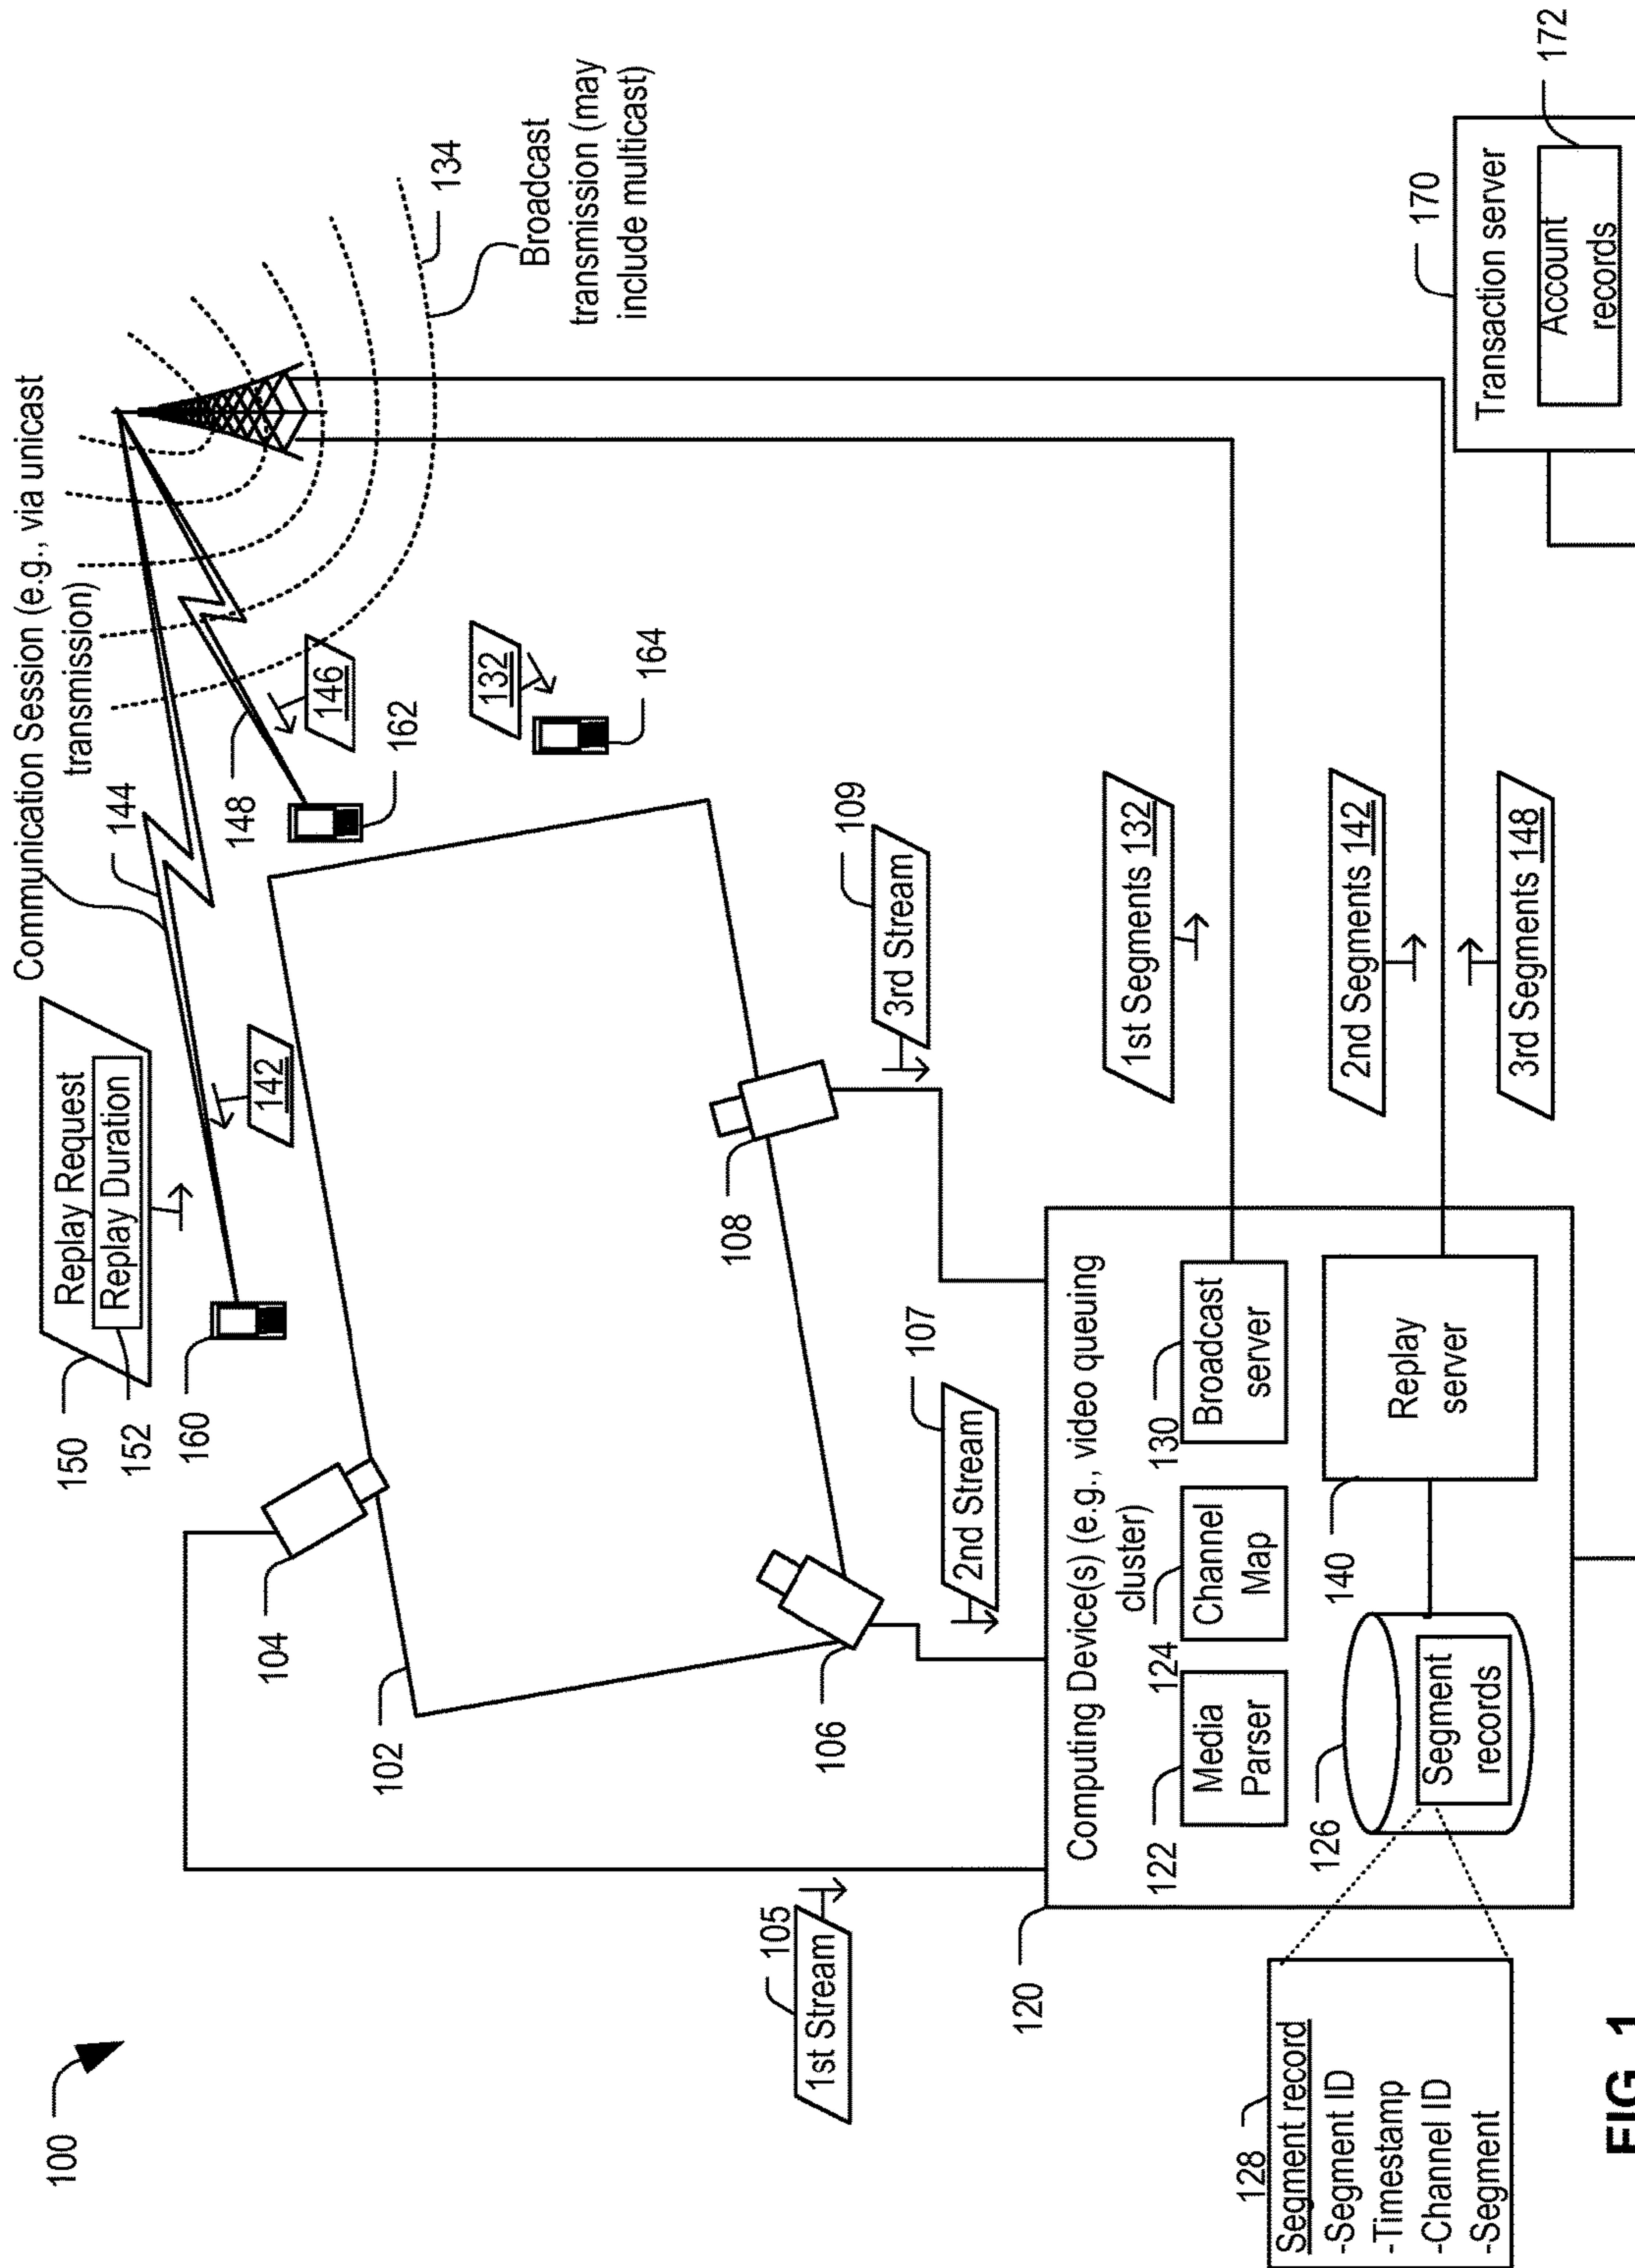 100
Communication Session (e.g., via unicast
transmission)
144
Replay Request
Replay Duration
150
152
160
142
148
146
162
132
164
134
Broadcast
transmission (may
include multicast)
104
102
106
108
1st Stream
105
2nd Stream
107
3rd Stream
109
1st Segments 132
2nd Segments 142
3rd Segments 148
120
Computing Device(s) (e.g., video queuing
cluster)
122
Media
Parser
124
Channel
Map
130
Broadcast
server
126
Segment
records
140
Replay
server
128
Segment record
-Segment ID
-Timestamp
-Channel ID
-Segment
170
Transaction server
Account
records
172
FIG. 1